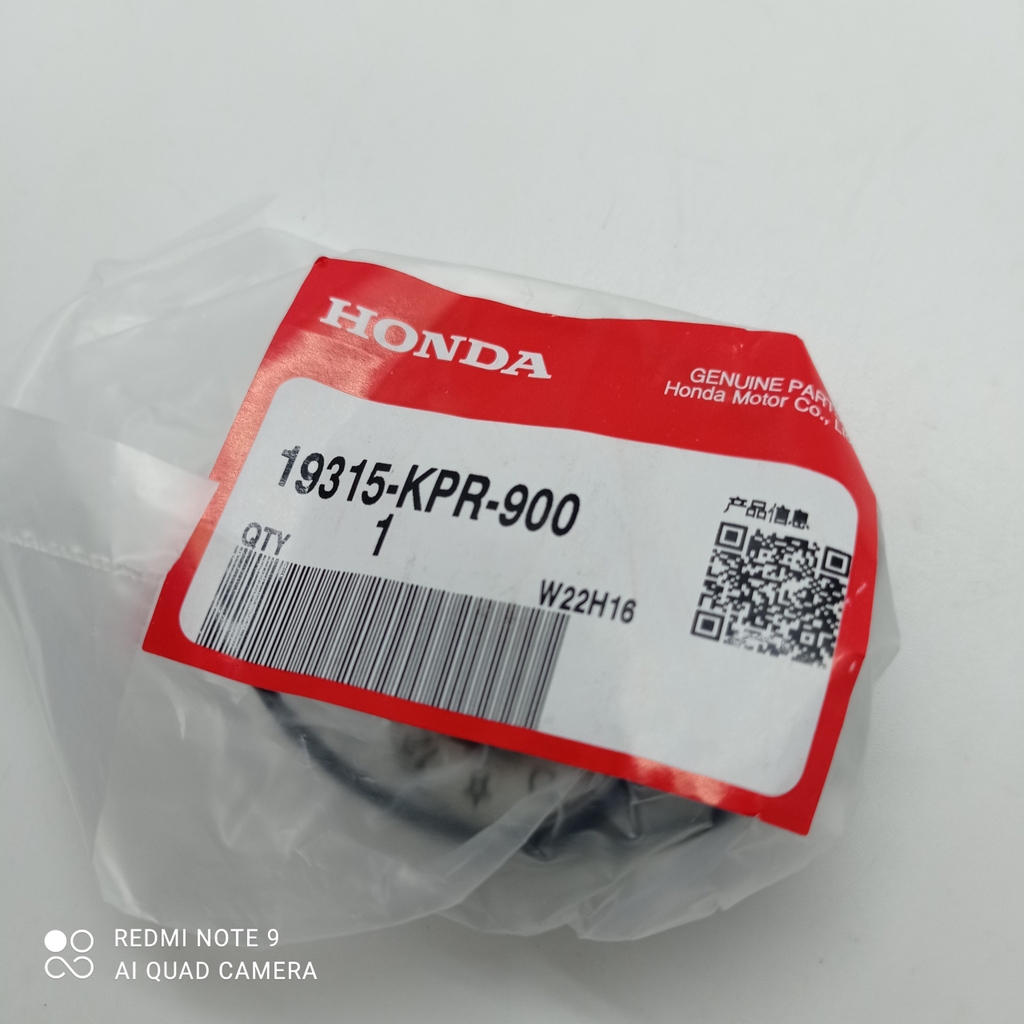 HONDA
GENUINE PART
Honda Motor Co.,
19315-KPR-900
QTY 1
W22H16
产品信息
REDMI NOTE 9
AI QUAD CAMERA